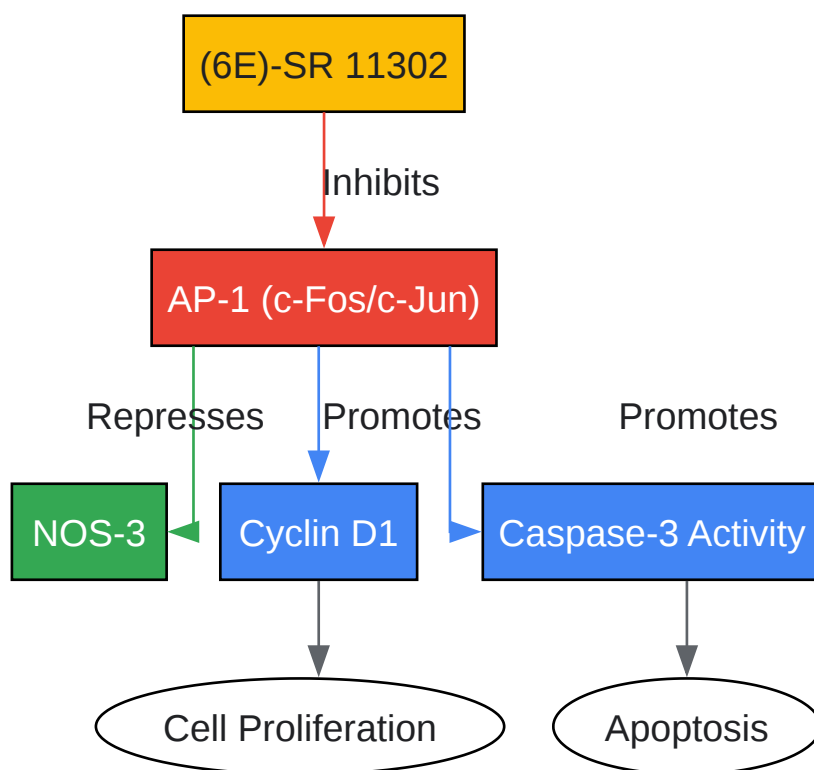 (6E)-SR 11302
Inhibits
AP-1 (c-Fos/c-Jun)
Represses
Promotes
Promotes
NOS-3
Cyclin D1
Caspase-3 Activity
Cell Proliferation
Apoptosis